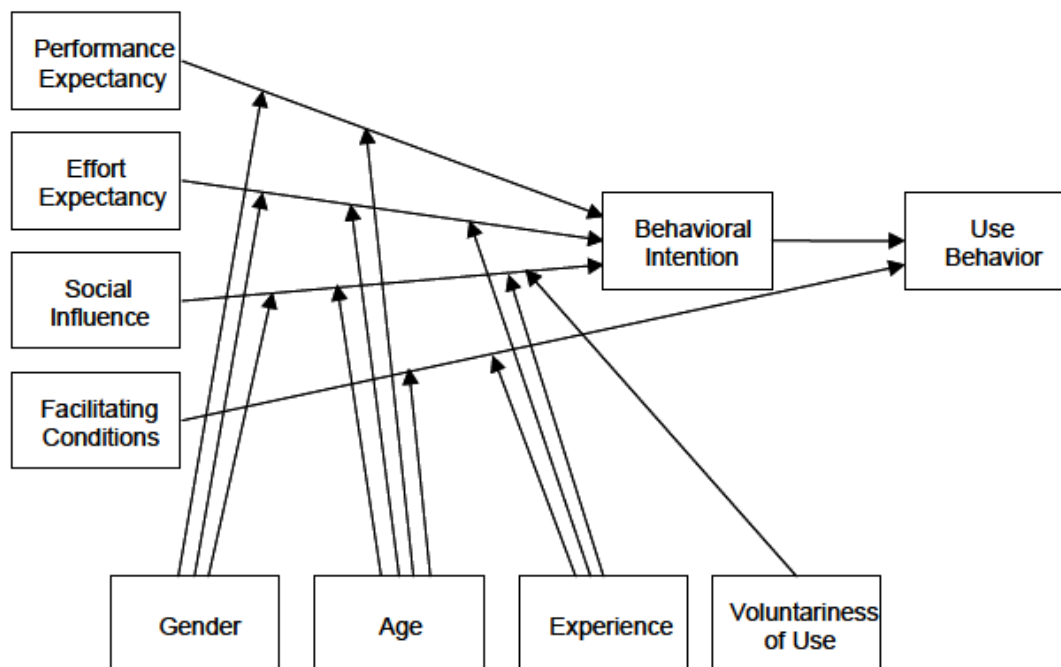 Performance
Expectancy
Effort
Expectancy
Social
Influence
Facilitating
Conditions
Behavioral
Intention
Use
Behavior
Gender
Age
Experience
Voluntariness
of Use